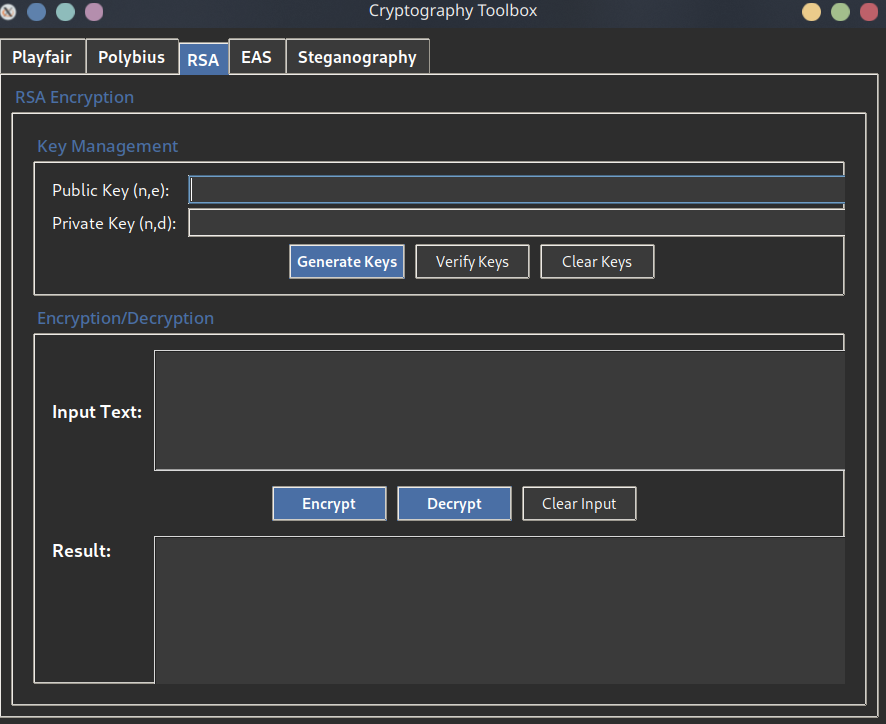 Cryptography Toolbox
Playfair Polybius RSA EAS Steganography
RSA Encryption
Key Management
Public Key (n,e):
Private Key (n,d):
Generate Keys Verify Keys Clear Keys
Encryption/Decryption
Input Text:
Encrypt Decrypt Clear Input
Result: